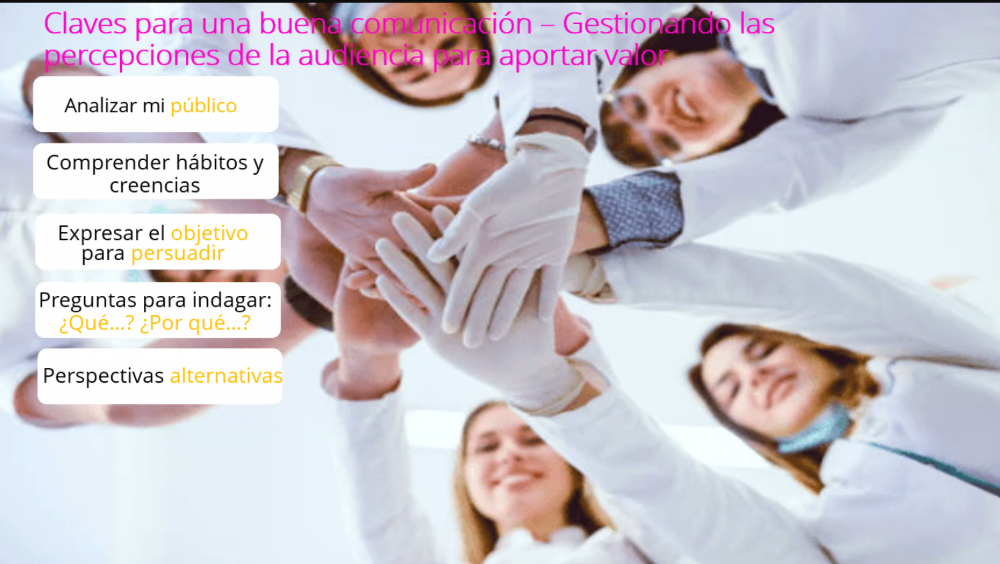 Claves para una buena comunicación – Gestionando las
percepciones de la audiencia para aportar valor
Analizar mi público
Comprender hábitos y
creencias
Expresar el objetivo
para persuadir
Preguntas para indagar:
¿Qué...? ¿Por qué...?
Perspectivas alternativas